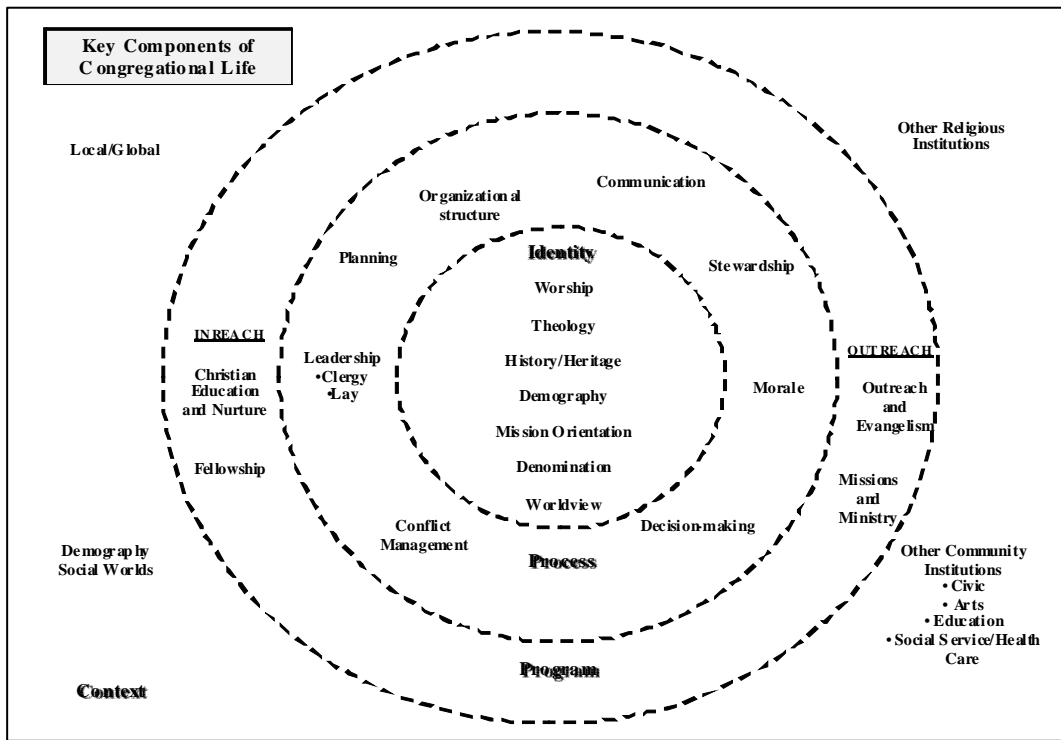 Key Components of
Congregational Life
Local/Global
Other Religious
Institutions
Communication
Organizational
structure
Planning
Stewardship
Identity
Worship
Theology
History/Heritage
Demography
Mission Orientation
Denomination
Worldview
INREACH
Christian
Education
and Nurture
Fellowship
Leadership
•Clergy
•Lay
Morale
OUTREACH
Outreach
and
Evangelism
Missions
and
Ministry
Conflict
Management
Decision-making
Process
Demography
Social Worlds
Other Community
Institutions
• Civic
• Arts
• Education
• Social Service/Health
Care
Program
Context